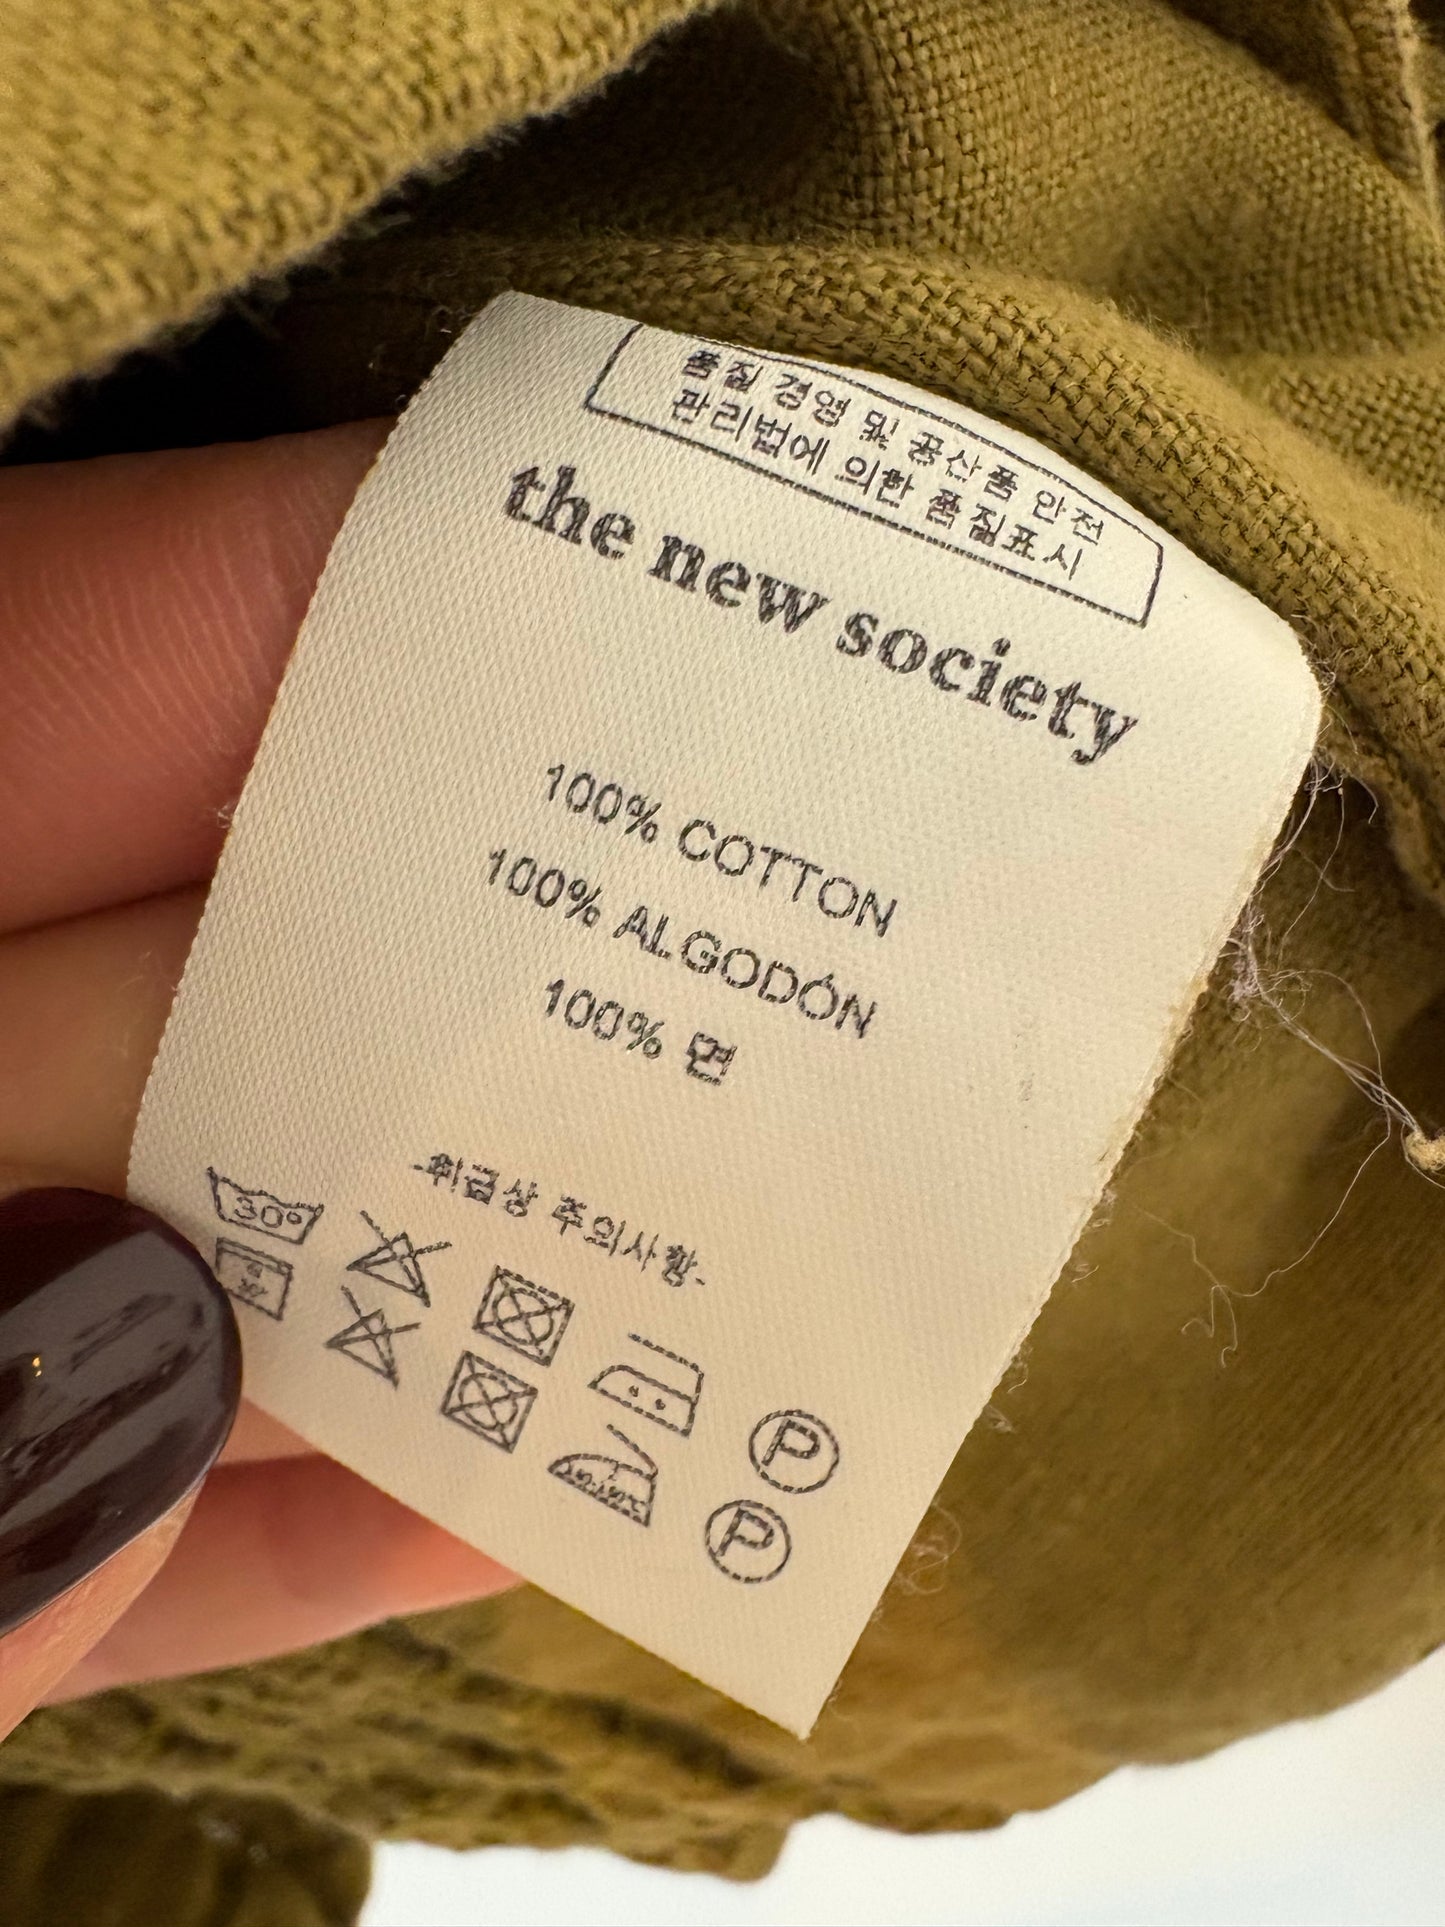 품질 경영 및 공산품 안전
관리법에 의한 품질표시
the new society
100% COTTON
100% ALGODÓN
100% 면
-취급상 주의사항-
30°
P
P